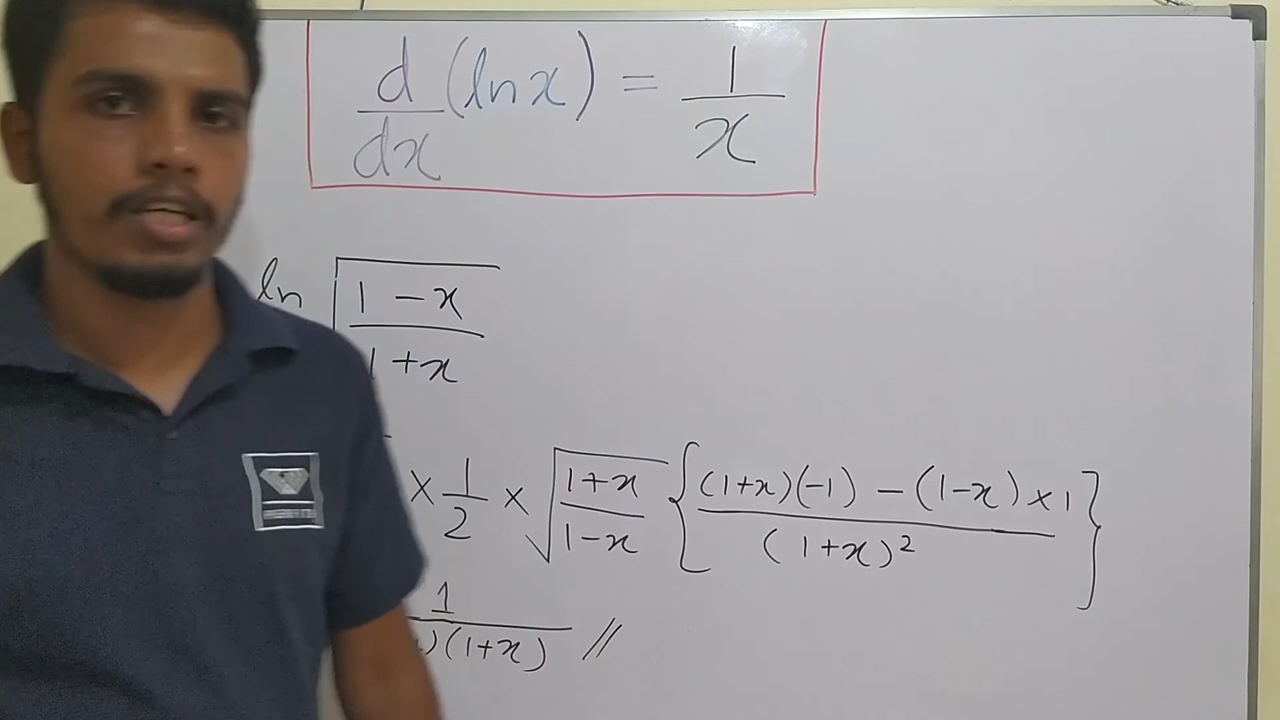 d/dx (ln x) = 1/x
ln √((1 - x)/(1 + x))
× 1/2 × √((1+x)/(1-x)) { ((1+x)(-1) - (1-x) × 1)/(1+x)² }
1/()(1+x) //